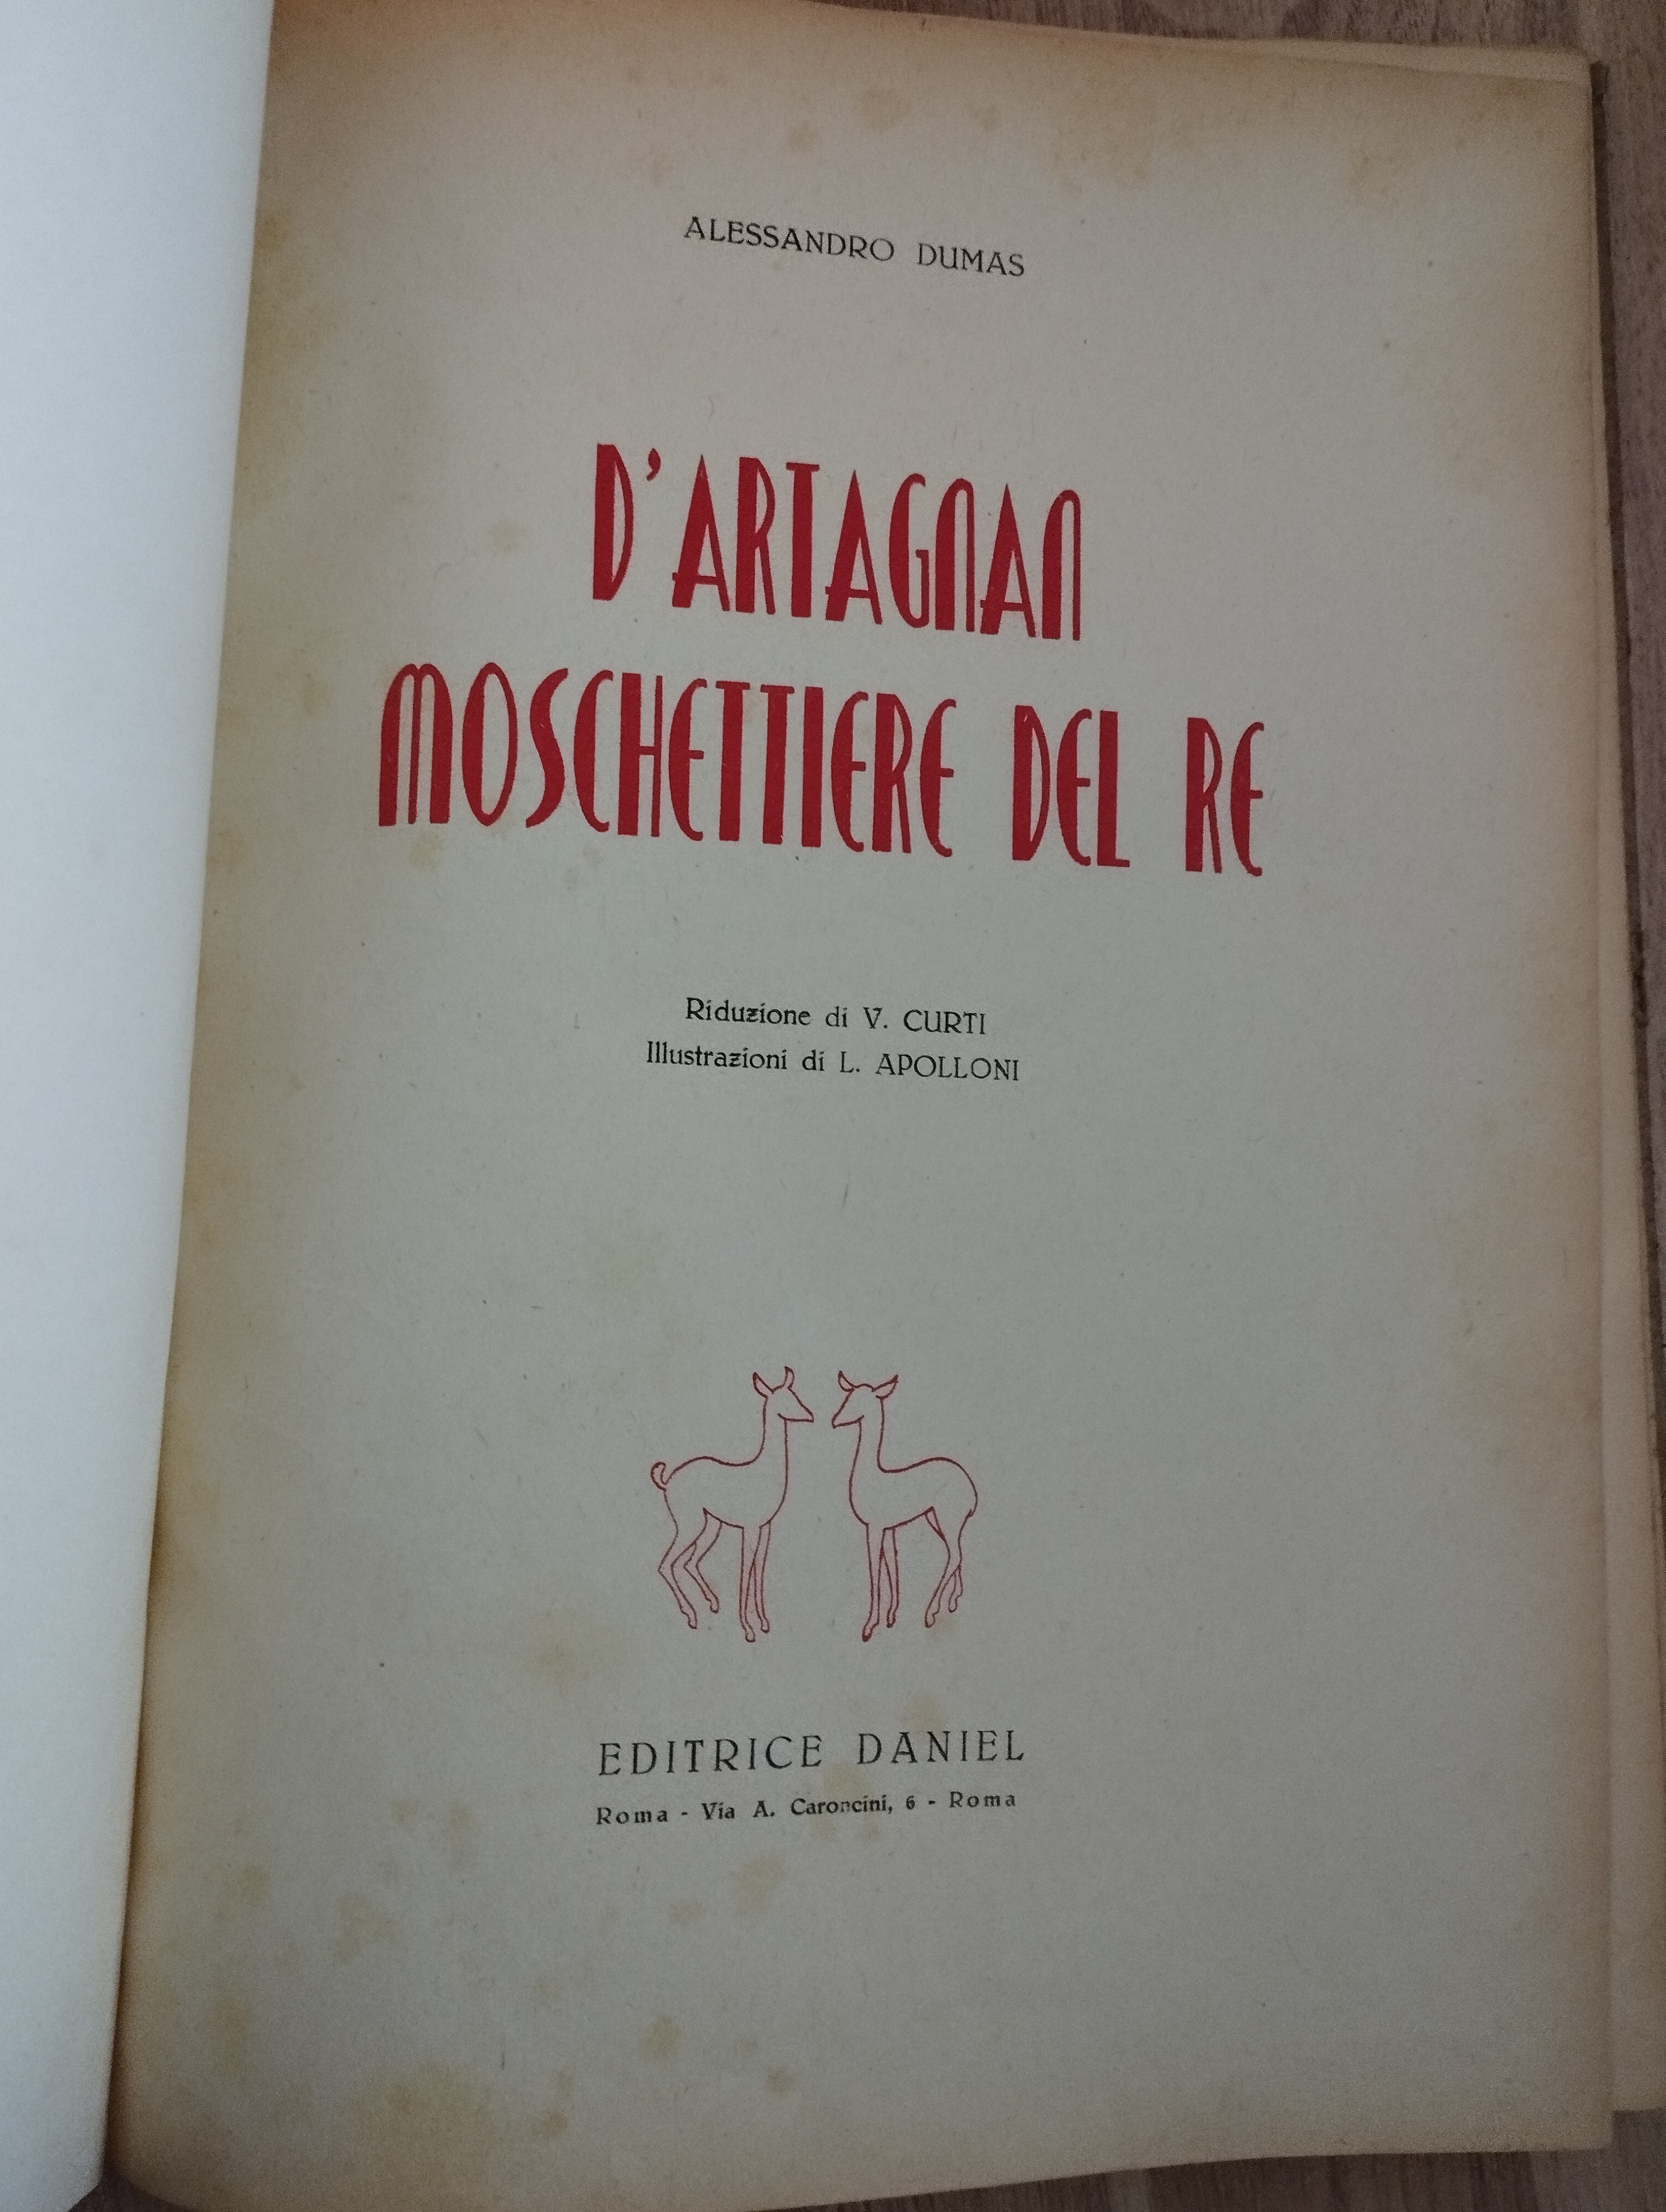 ALESSANDRO DUMAS
D'ARTAGNAN
MOSCHETTIERE DEL RE
Riduzione di V. CURTI
Illustrazioni di L. APOLLONI
EDITRICE DANIEL
Roma - Via A. Caroncini, 6 - Roma